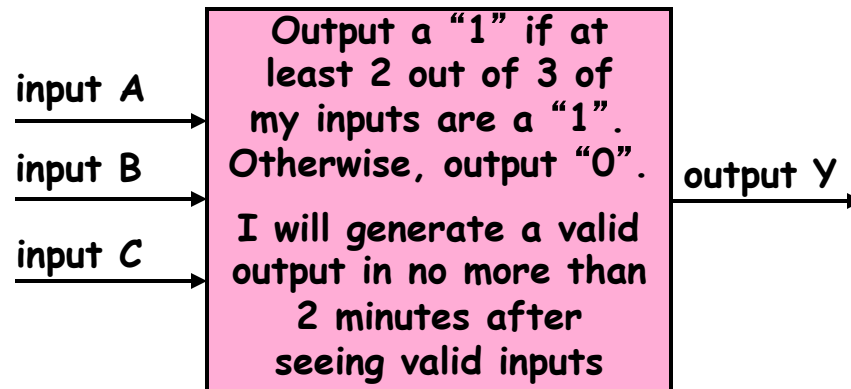 input A
input B
input C
Output a “1” if at
least 2 out of 3 of
my inputs are a “1”.
Otherwise, output “0”.
I will generate a valid
output in no more than
2 minutes after
seeing valid inputs
output Y